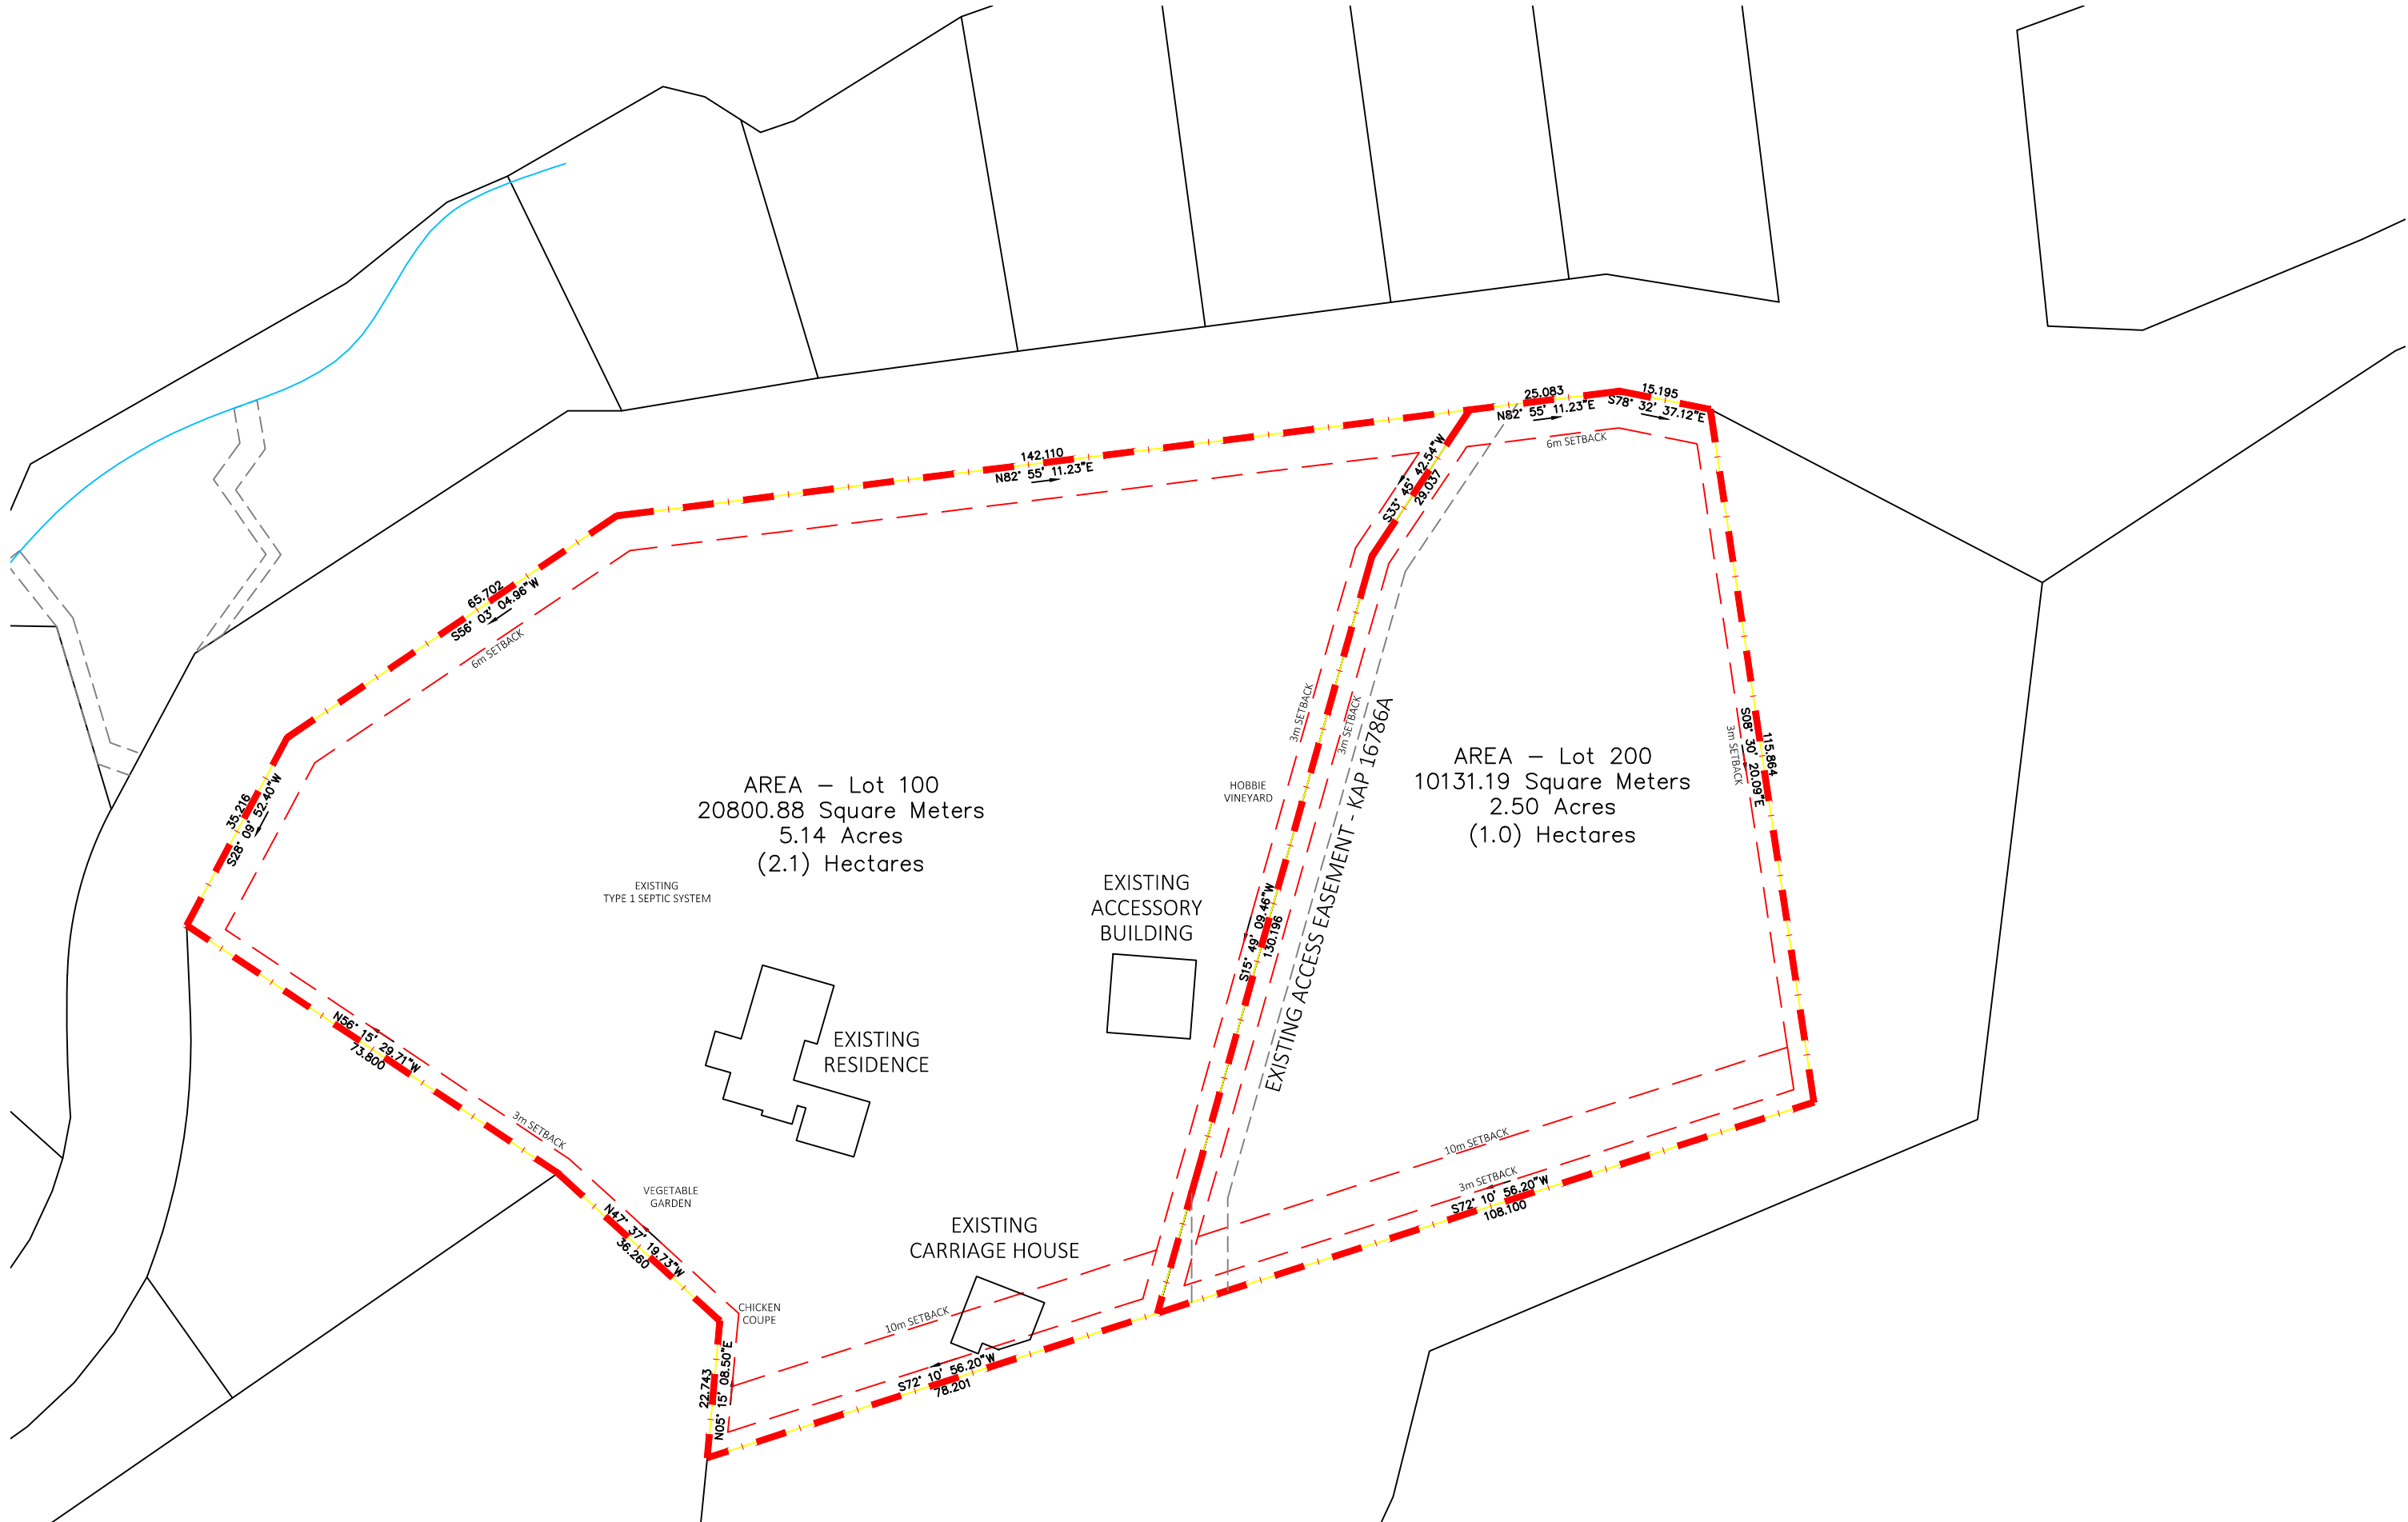 25.083
N82° 55' 11.23"E
15.195
S78° 32' 37.12"E
6m SETBACK
142.110
N82° 55' 11.23"E
S33° 45' 42.54"W
29.037
65.702
S56° 03' 04.96"W
6m SETBACK
35.216
S28° 09' 52.40"W
AREA – Lot 100
20800.88 Square Meters
5.14 Acres
(2.1) Hectares
EXISTING
TYPE 1 SEPTIC SYSTEM
3m SETBACK
3m SETBACK
HOBBIE
VINEYARD
EXISTING ACCESS EASEMENT - KAP 16786A
AREA – Lot 200
10131.19 Square Meters
2.50 Acres
(1.0) Hectares
115.864
S08° 30' 20.09"E
3m SETBACK
EXISTING
ACCESSORY
BUILDING
S15° 49' 09.46"W
130.196
N56° 15' 29.71"W
73.800
3m SETBACK
EXISTING
RESIDENCE
VEGETABLE
GARDEN
N47° 37' 19.73"W
36.260
EXISTING
CARRIAGE HOUSE
10m SETBACK
3m SETBACK
S72° 10' 56.20"W
108.100
CHICKEN
COUPE
10m SETBACK
22.743
N05° 15' 08.50"E
S72° 10' 56.20"W
78.201